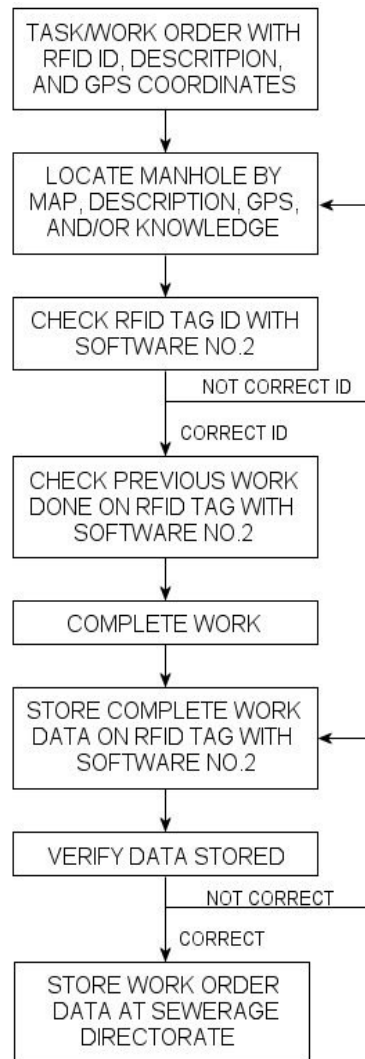 TASK/WORK ORDER WITH
RFID ID, DESCRITPION,
AND GPS COORDINATES
LOCATE MANHOLE BY
MAP, DESCRIPTION, GPS,
AND/OR KNOWLEDGE
CHECK RFID TAG ID WITH
SOFTWARE NO.2
NOT CORRECT ID
CORRECT ID
CHECK PREVIOUS WORK
DONE ON RFID TAG WITH
SOFTWARE NO.2
COMPLETE WORK
STORE COMPLETE WORK
DATA ON RFID TAG WITH
SOFTWARE NO.2
VERIFY DATA STORED
NOT CORRECT
CORRECT
STORE WORK ORDER
DATA AT SEWERAGE
DIRECTORATE